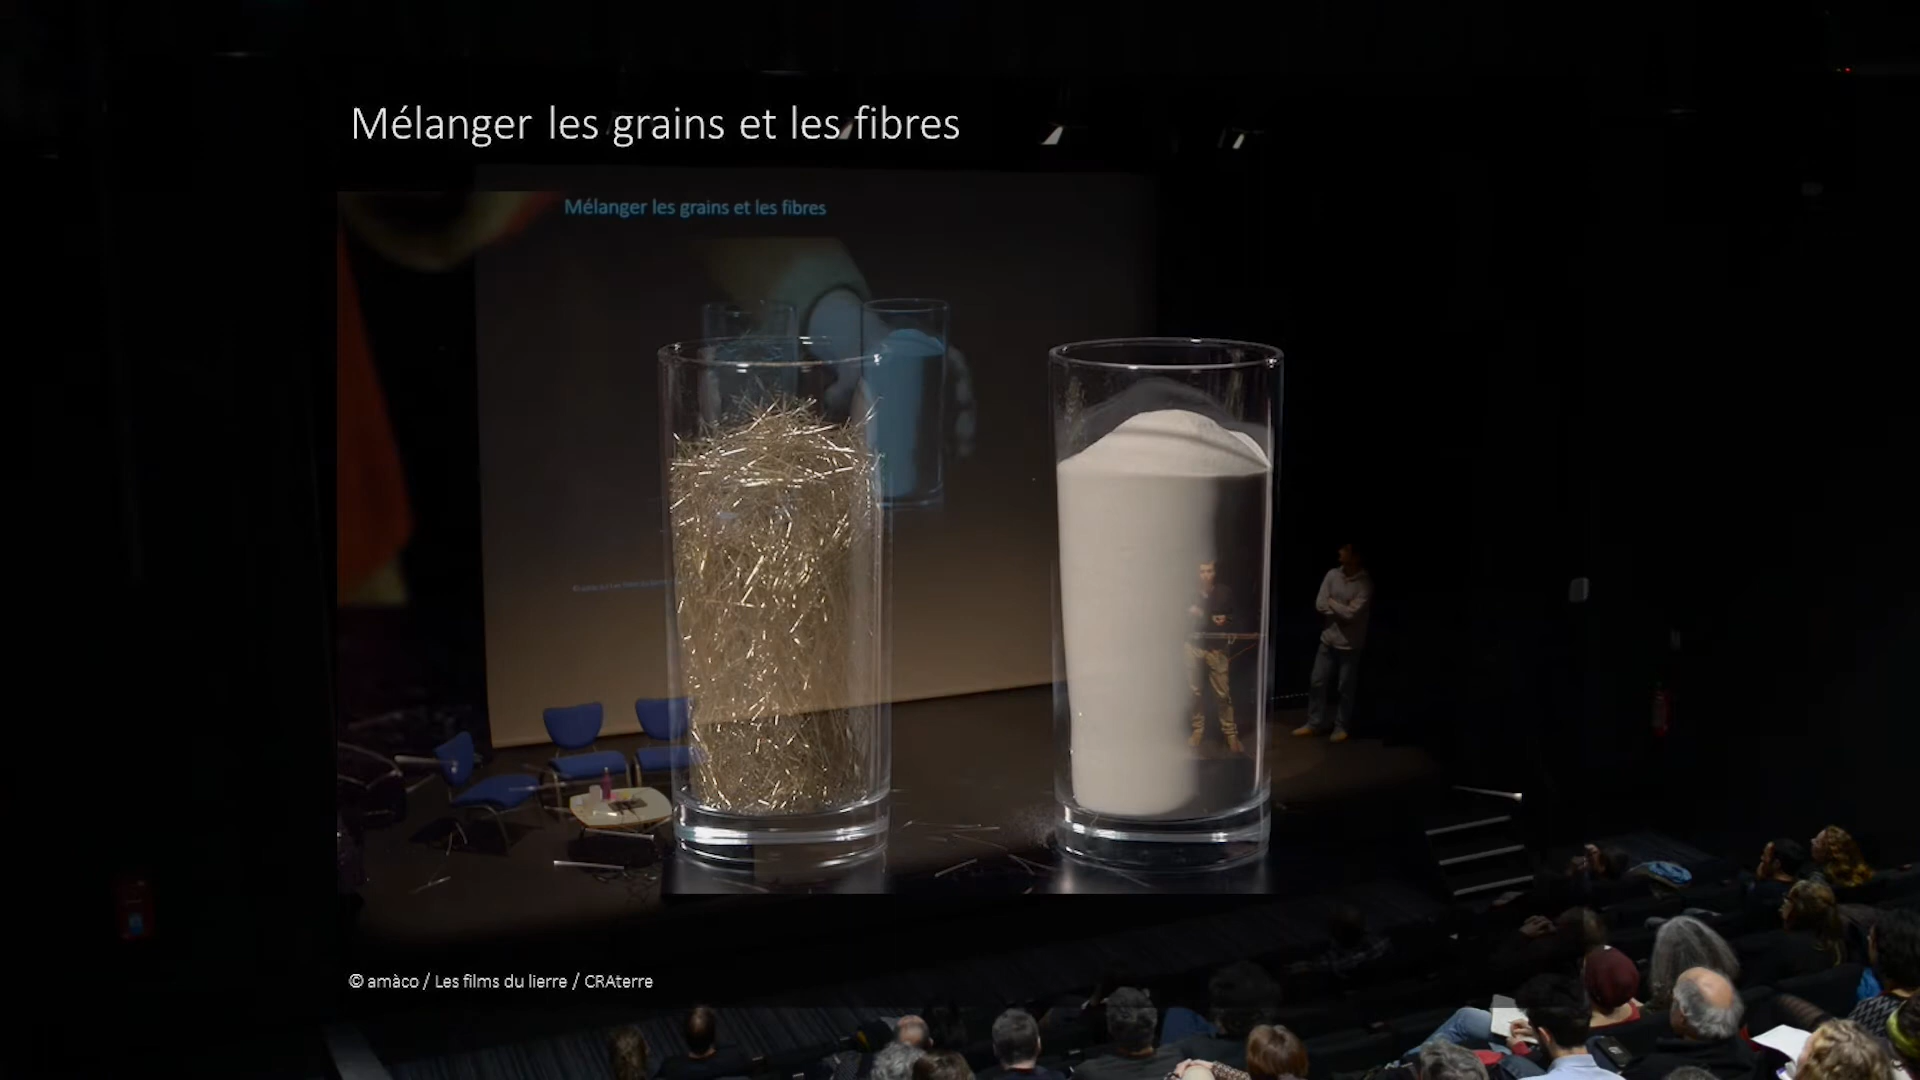 Mélanger les grains et les fibres
Mélanger les grains et les fibres
© amàco / Les films du lierre / CRAterre